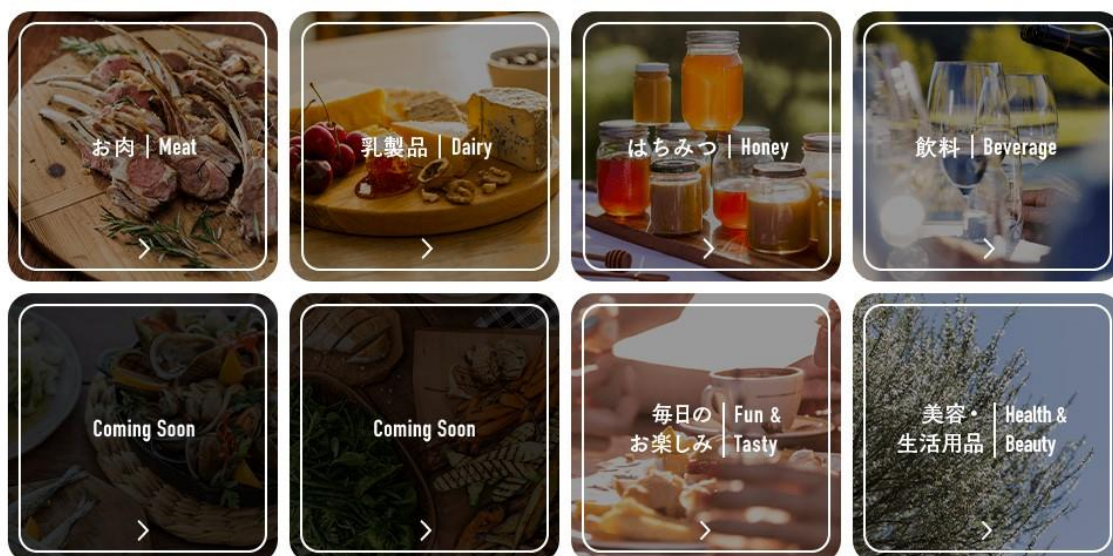 お肉 | Meat
乳製品 | Dairy
はちみつ | Honey
飲料 | Beverage
Coming Soon
Coming Soon
毎日の | Fun &
お楽しみ | Tasty
美容・ | Health &
生活用品 | Beauty